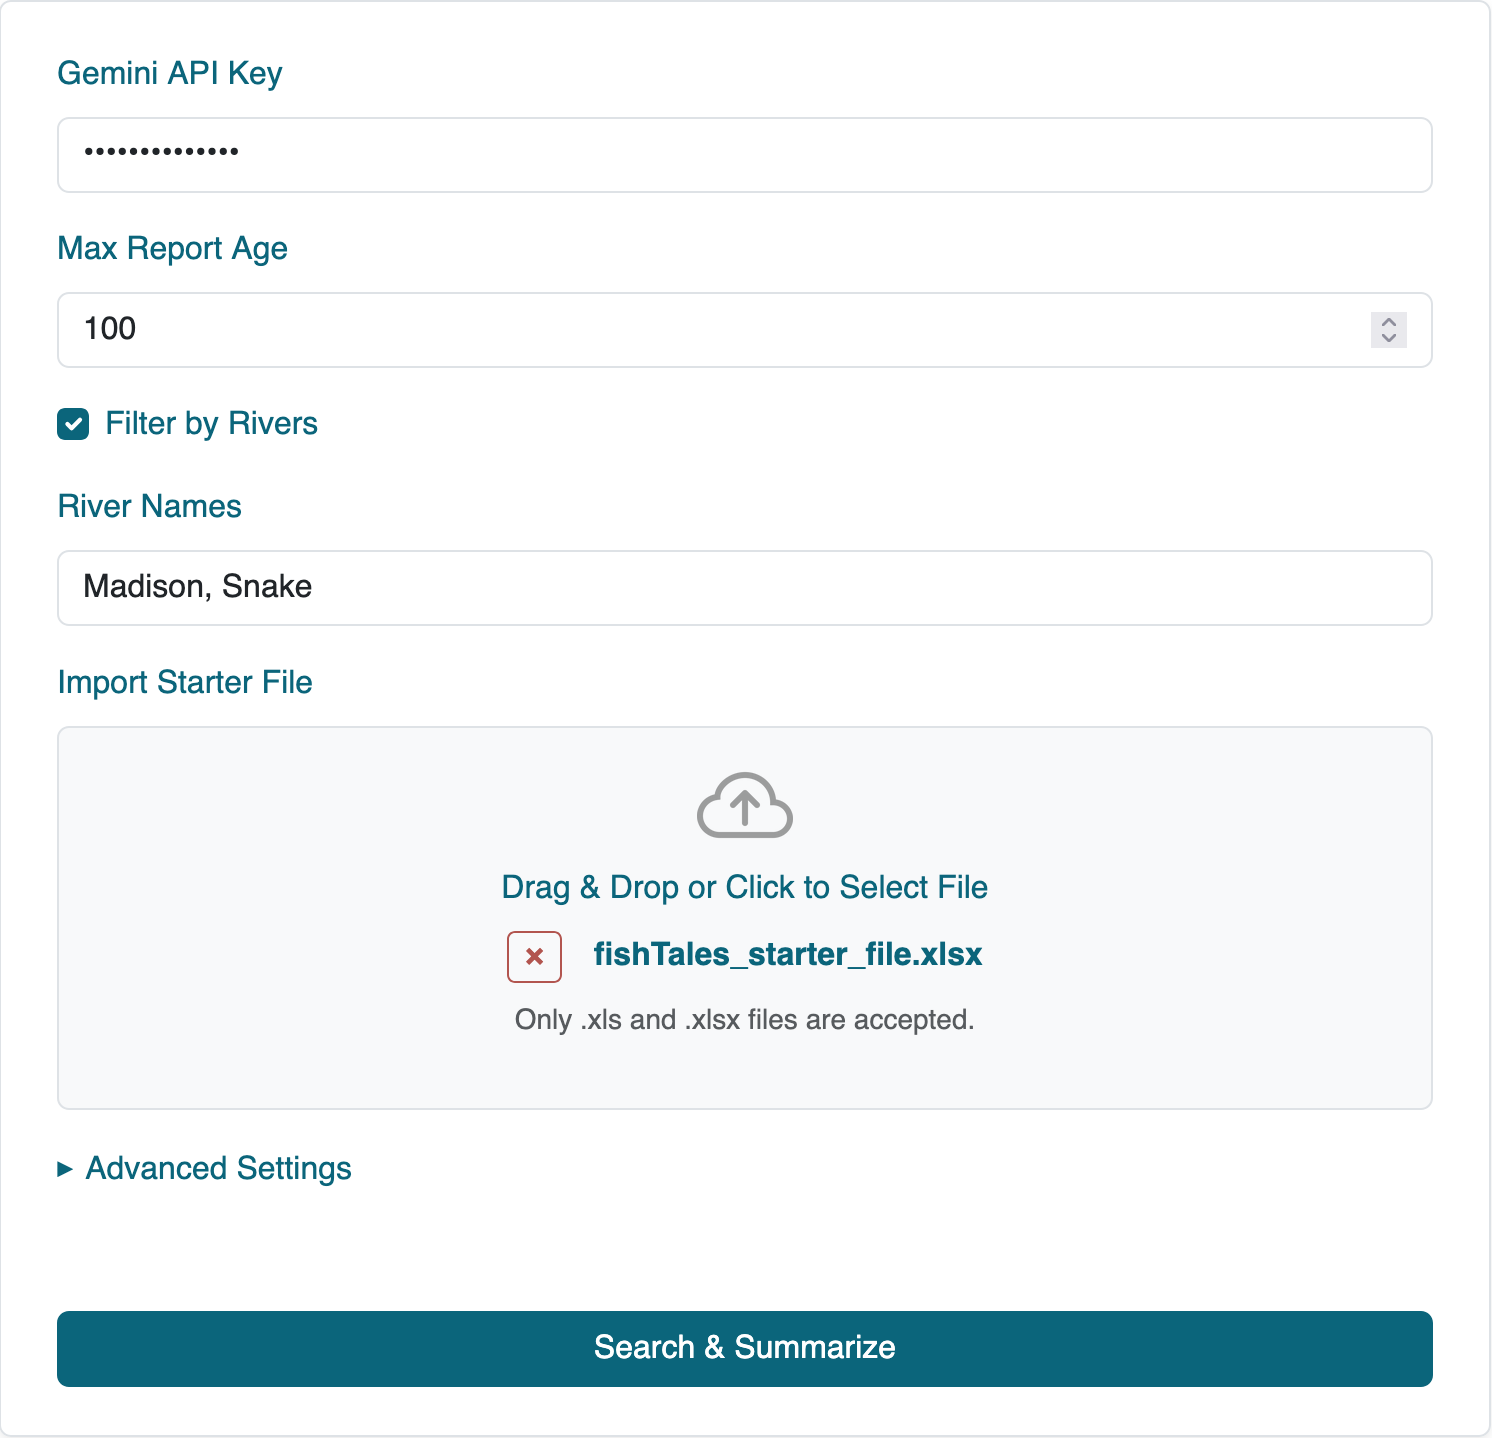 Gemini API Key
••••••••••••••
Max Report Age
100
Filter by Rivers
River Names
Madison, Snake
Import Starter File
Drag & Drop or Click to Select File
fishTales_starter_file.xlsx
Only .xls and .xlsx files are accepted.
Advanced Settings
Search & Summarize